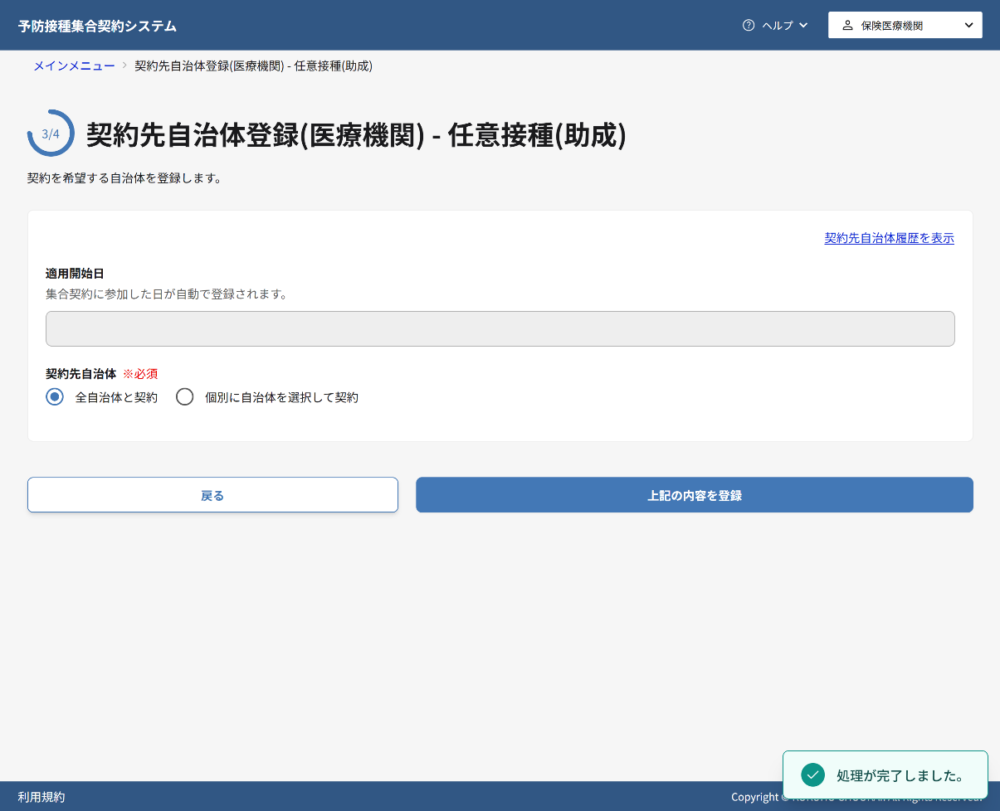 予防接種集合契約システム
ヘルプ
保険医療機関
メインメニュー > 契約先自治体登録(医療機関) - 任意接種(助成)
3/4
契約先自治体登録(医療機関) - 任意接種(助成)
契約を希望する自治体を登録します。
契約先自治体履歴を表示
適用開始日
集合契約に参加した日が自動で登録されます。
契約先自治体 ※必須
全自治体と契約 個別に自治体を選択して契約
戻る 上記の内容を登録
処理が完了しました。
利用規約
Copyright ©